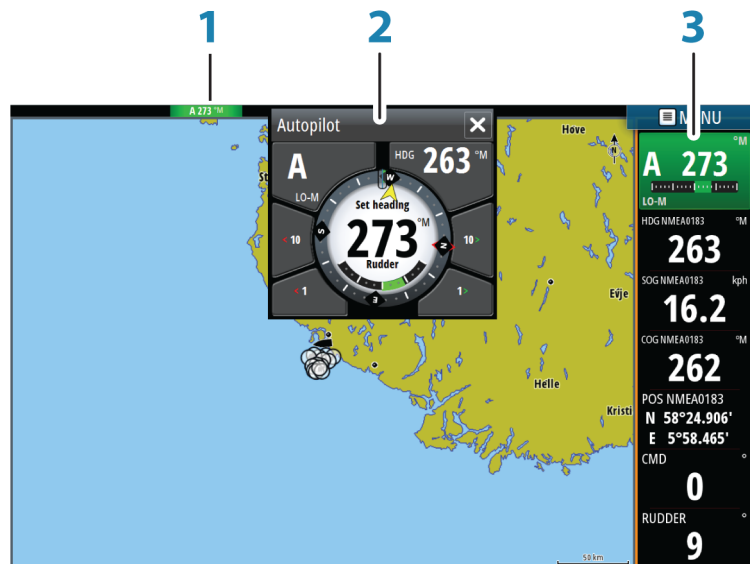 1 2 3
A 273 °M
Autopilot
A
LO-M
HDG 263 °M
W
Set heading
273 °M
Rudder
S
N
E
< 10
10 >
< 1
1 >
St
Hove
N
Evje
Helle
Kristi
50 km
MENU
°M
A 273
LO-M
HDG NMEA0183 °M
263
SOG NMEA0183 kph
16.2
COG NMEA0183 °M
262
POS NMEA0183
N 58°24.906'
E 5°58.465'
CMD °
0
RUDDER °
9